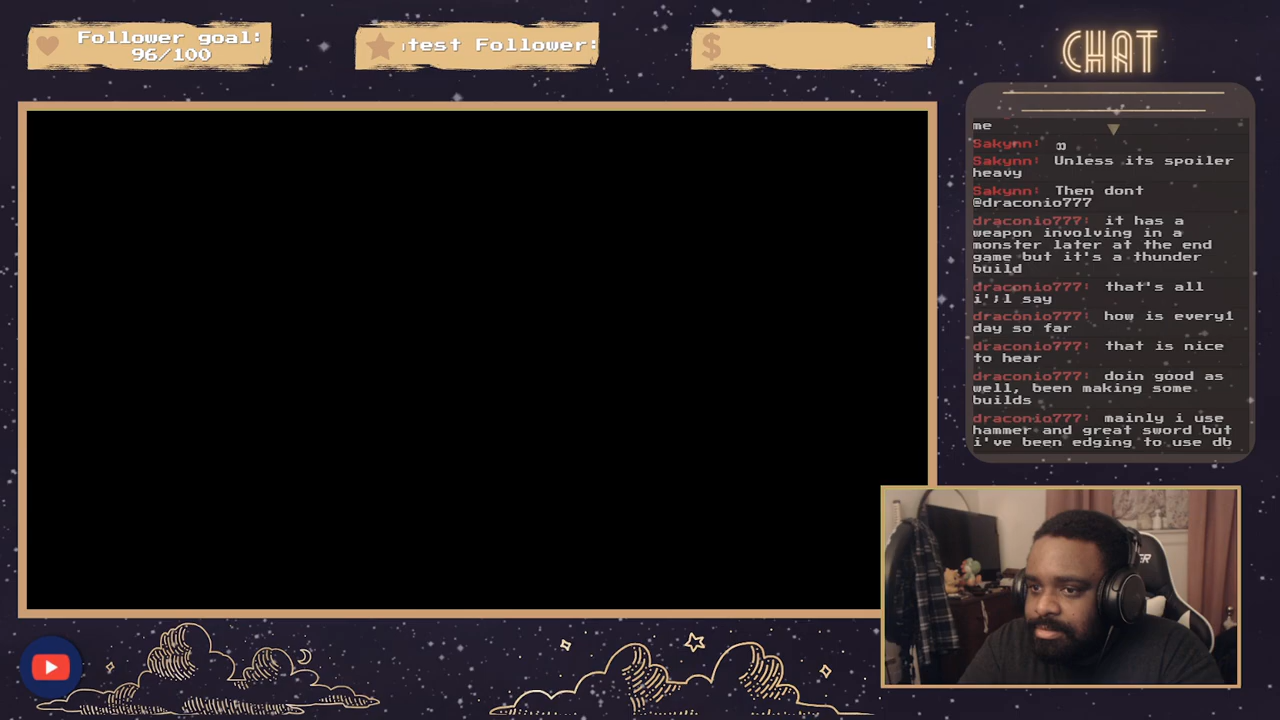 Follower goal:
96/100
test Follower:
CHAT
me
Sakynn:
Sakynn: Unless its spoiler
heavy
Sakynn: Then dont
@draconio777
draconio777: it has a
weapon involving in a
monster later at the end
game but it's a thunder
build
draconio777: that's all
i';l say
draconio777: how is every1
day so far
draconio777: that is nice
to hear
draconio777: doin good as
well, been making some
builds
draconio777: mainly i use
hammer and great sword but
i've been edging to use db